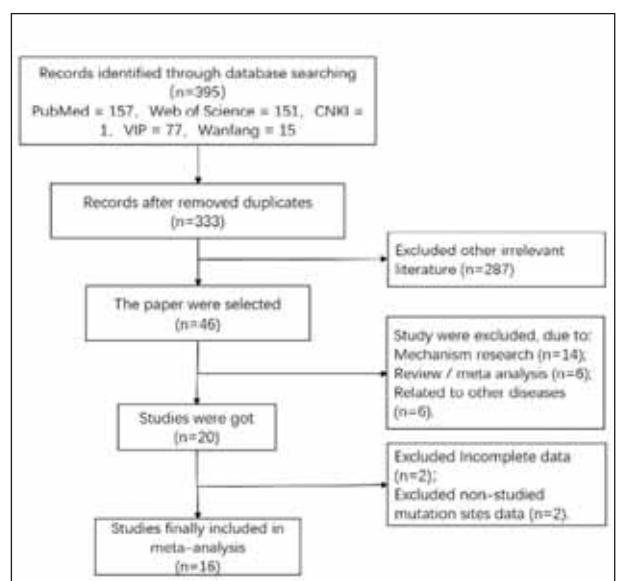 Records identified through database searching
(n=395)
PubMed = 157, Web of Science = 151, CNKI =
1, VIP = 77, Wanfang = 15
Records after removed duplicates
(n=333)
Excluded other irrelevant
literature (n=287)
The paper were selected
(n=46)
Study were excluded, due to:
Mechanism research (n=14);
Review / meta analysis (n=6);
Related to other diseases
(n=6).
Studies were got
(n=20)
Excluded Incomplete data
(n=2);
Excluded non-studied
mutation sites data (n=2).
Studies finally included in
meta-analysis
(n=16)